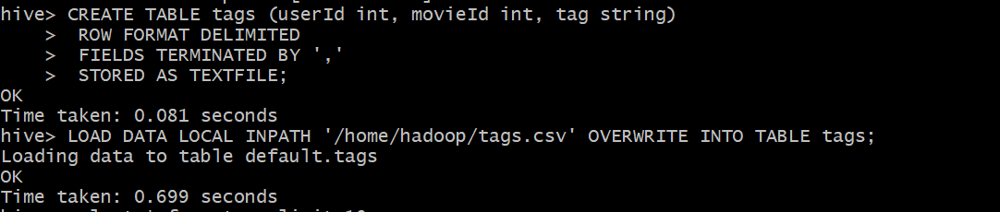 hive> CREATE TABLE tags (userId int, movieId int, tag string)
    >  ROW FORMAT DELIMITED
    >  FIELDS TERMINATED BY ','
    >  STORED AS TEXTFILE;
OK
Time taken: 0.081 seconds
hive> LOAD DATA LOCAL INPATH '/home/hadoop/tags.csv' OVERWRITE INTO TABLE tags;
Loading data to table default.tags
OK
Time taken: 0.699 seconds